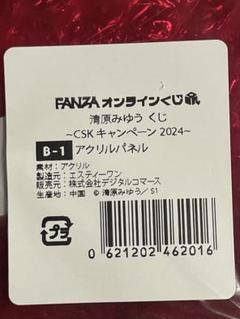 FANZA オンラインくじ
清原みゆう くじ
~CSK キャンペーン 2024~
B-1 アクリルパネル
素材：アクリル
製造元：エスティーワン
販売元：株式会社デジタルコマース
生産地：中国 © 清原みゆう／S1
プラ
0 621202 462016